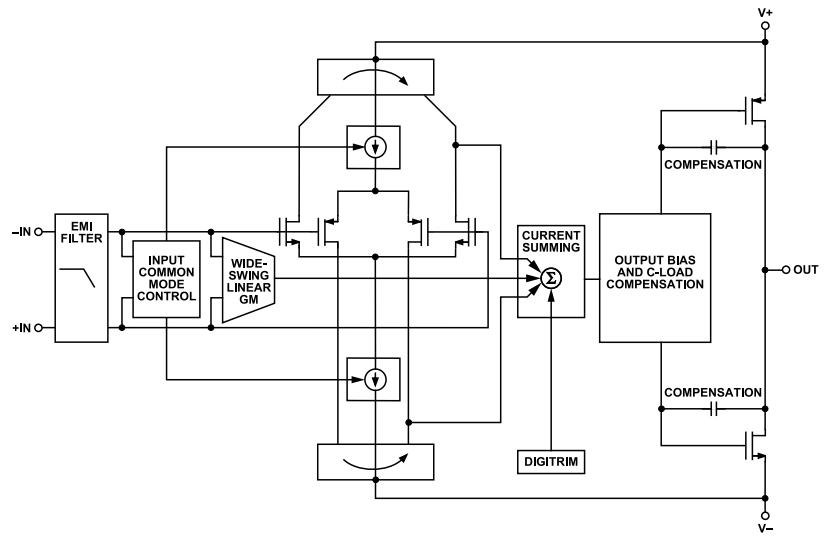 V+
COMPENSATION
–IN
EMI
FILTER
INPUT
COMMON
MODE
CONTROL
WIDE-
SWING
LINEAR
GM
CURRENT
SUMMING
Σ
OUTPUT BIAS
AND C-LOAD
COMPENSATION
OUT
+IN
COMPENSATION
DIGITRIM
V–